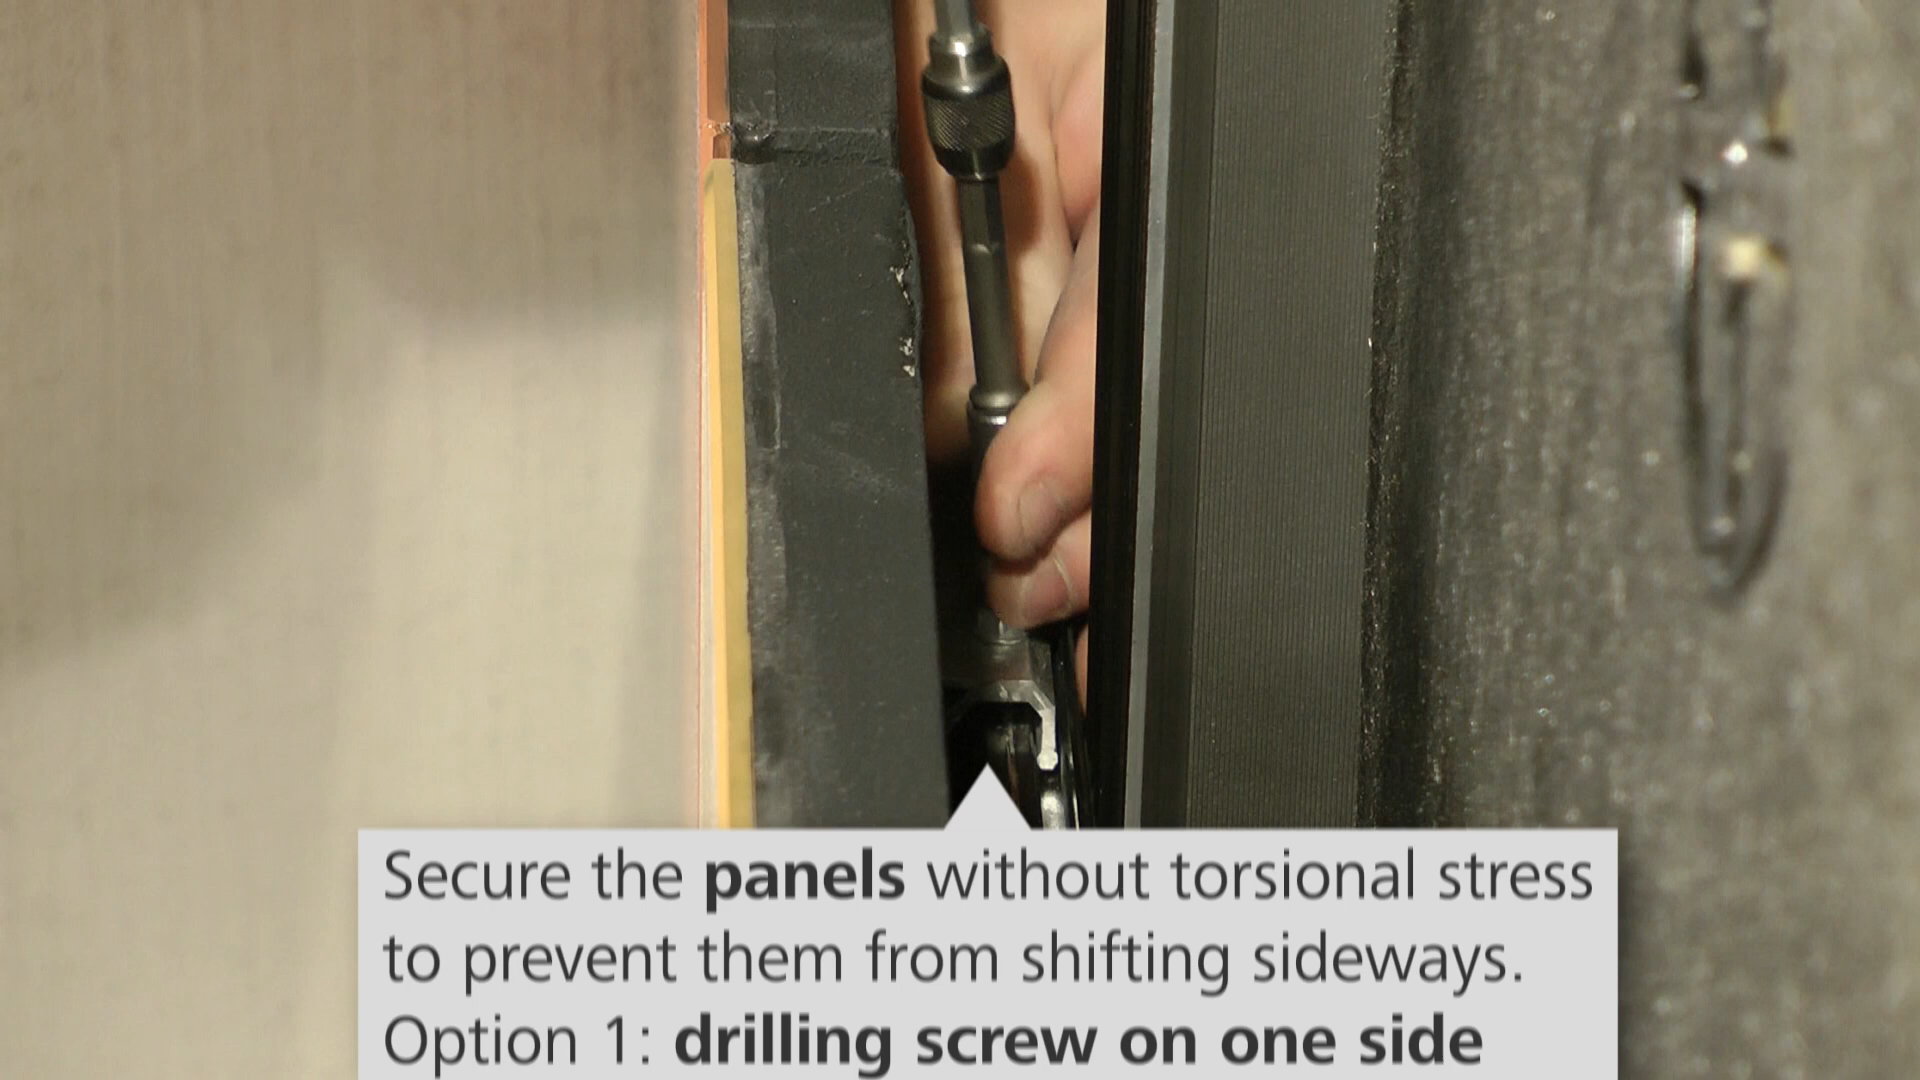 Secure the panels without torsional stress
to prevent them from shifting sideways.
Option 1: drilling screw on one side